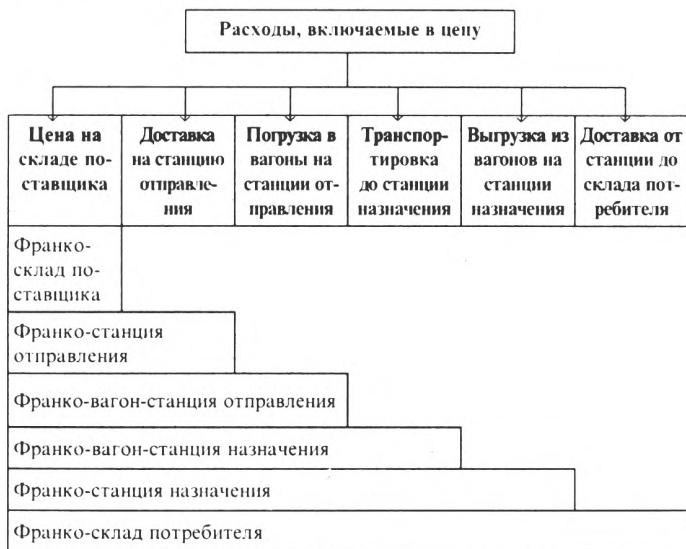 Расходы, включаемые в цену
Цена на
складе по-
ставщика
Доставка
на станцию
отправле-
ния
Погрузка в
вагоны на
станции от-
правления
Транспор-
тировка
до станции
назначения
Выгрузка из
вагонов на
станции
назначения
Доставка от
станции до
склада пот-
ребителя
Франко-
склад по-
ставщика
Франко-станция
отправления
Франко-вагон-станция отправления
Франко-вагон-станция назначения
Франко-станция назначения
Франко-склад потребителя